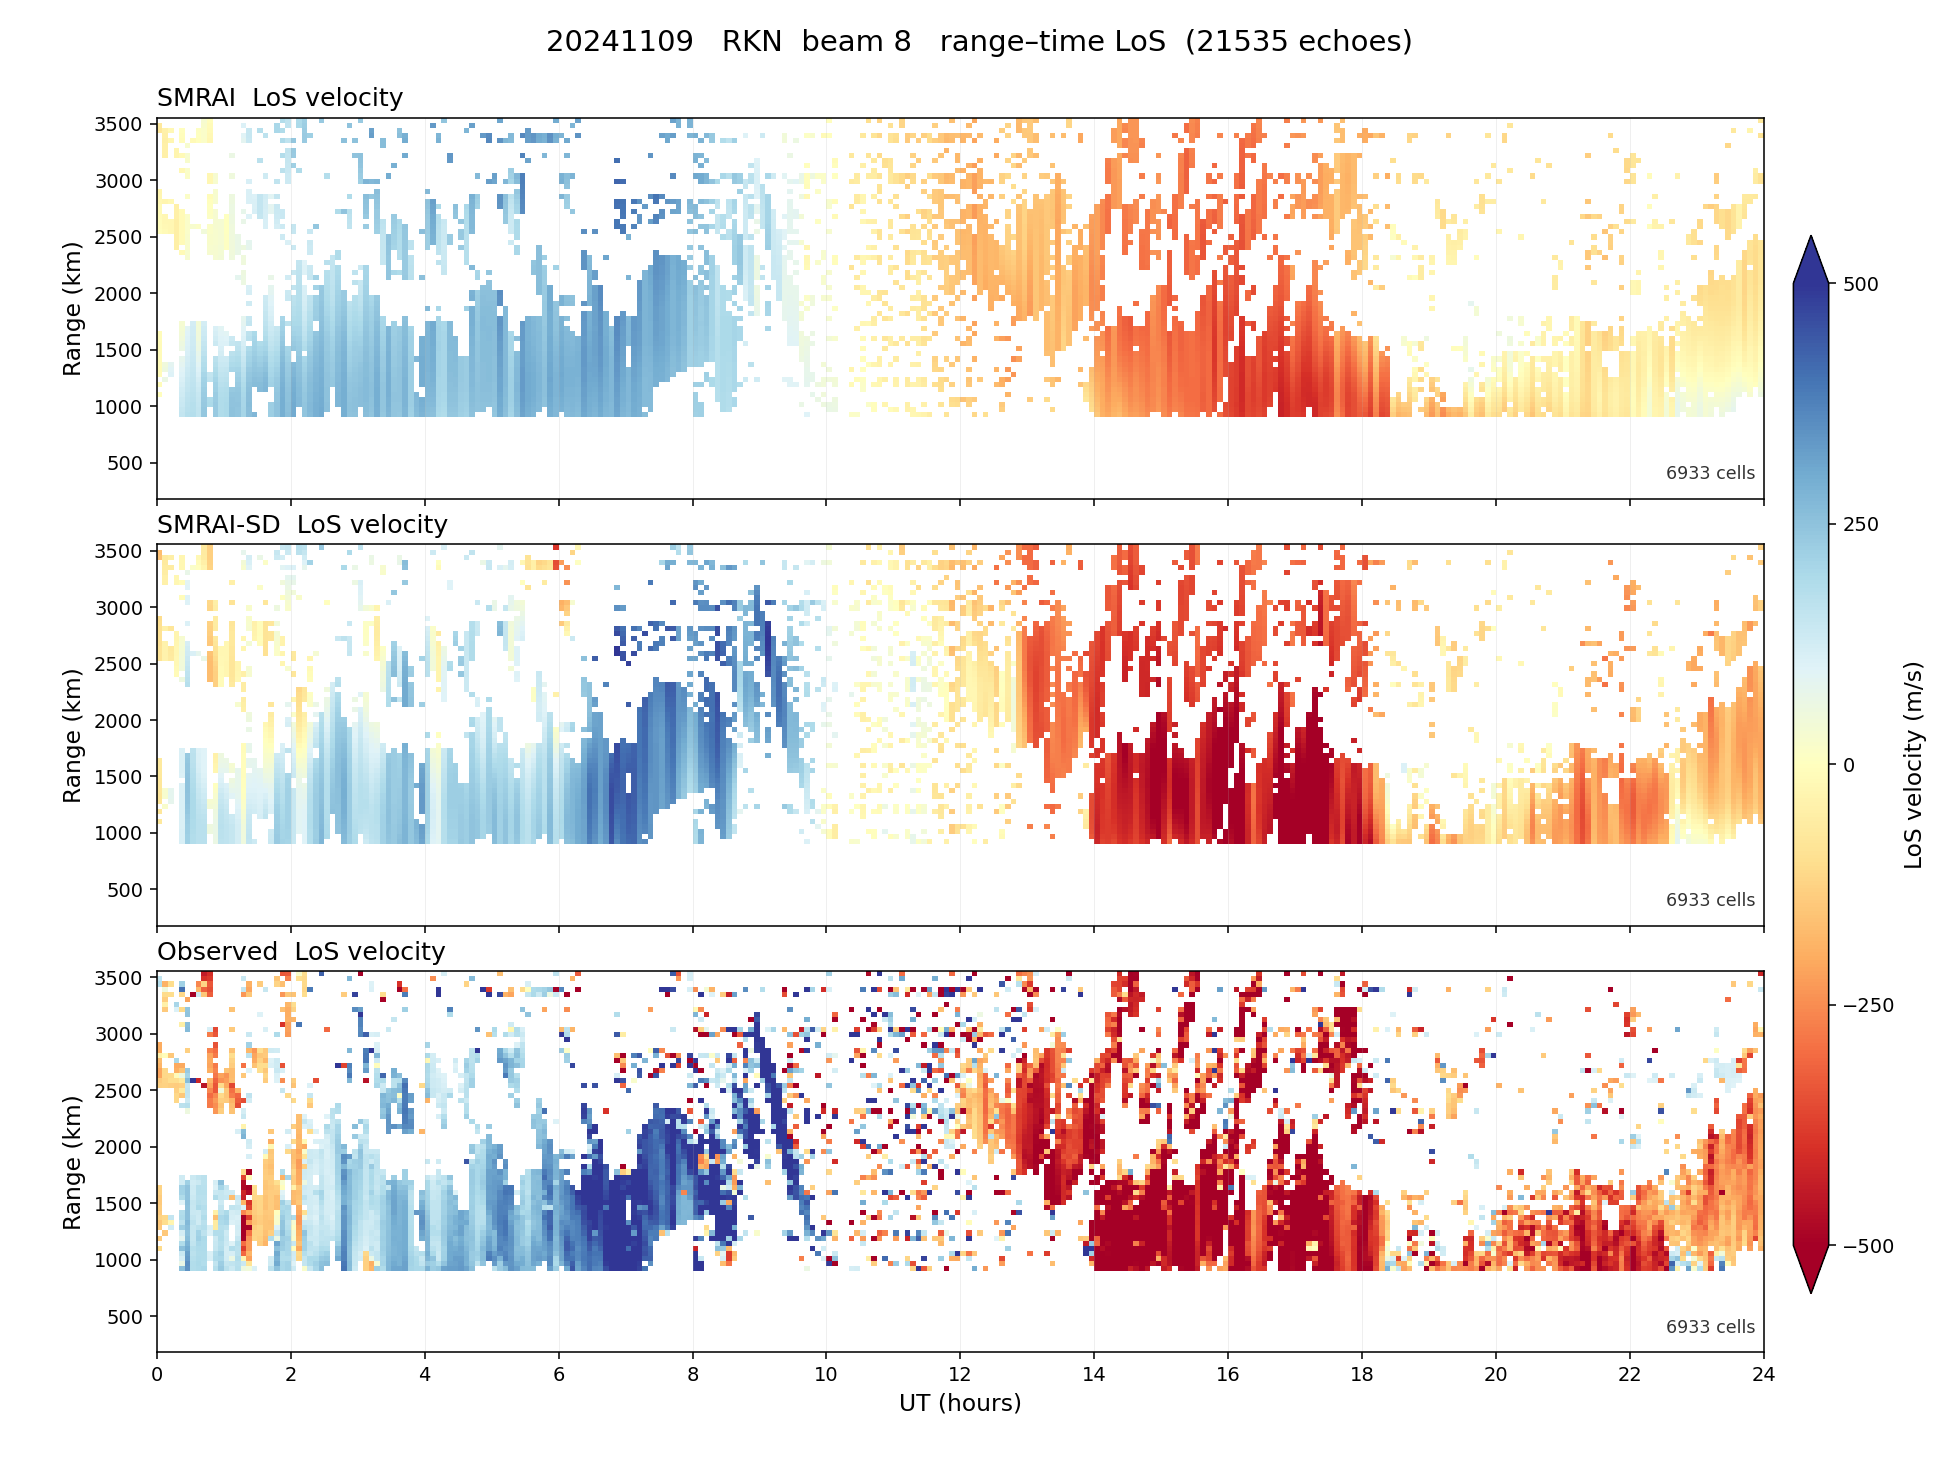 20241109   RKN  beam 8   range–time LoS  (21535 echoes)
SMRAI  LoS velocity
3500
3000
2500
2000
1500
1000
500
Range (km)
6933 cells
SMRAI-SD  LoS velocity
3500
3000
2500
2000
1500
1000
500
Range (km)
6933 cells
Observed  LoS velocity
3500
3000
2500
2000
1500
1000
500
Range (km)
6933 cells
0 2 4 6 8 10 12 14 16 18 20 22 24
UT (hours)
500
250
0
−250
−500
LoS velocity (m/s)